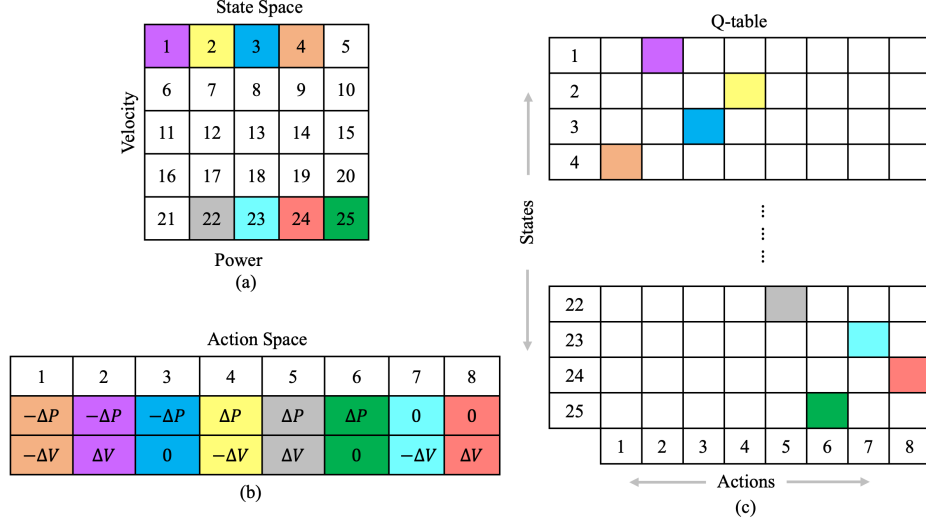 State Space
1 2 3 4 5
6 7 8 9 10
11 12 13 14 15
16 17 18 19 20
21 22 23 24 25
Velocity
Power
(a)
Action Space
1 2 3 4 5 6 7 8
−ΔP −ΔP −ΔP ΔP ΔP ΔP 0 0
−ΔV ΔV 0 −ΔV ΔV 0 −ΔV ΔV
(b)
Q-table
1
2
3
4
States
22
23
24
25
1 2 3 4 5 6 7 8
Actions
(c)